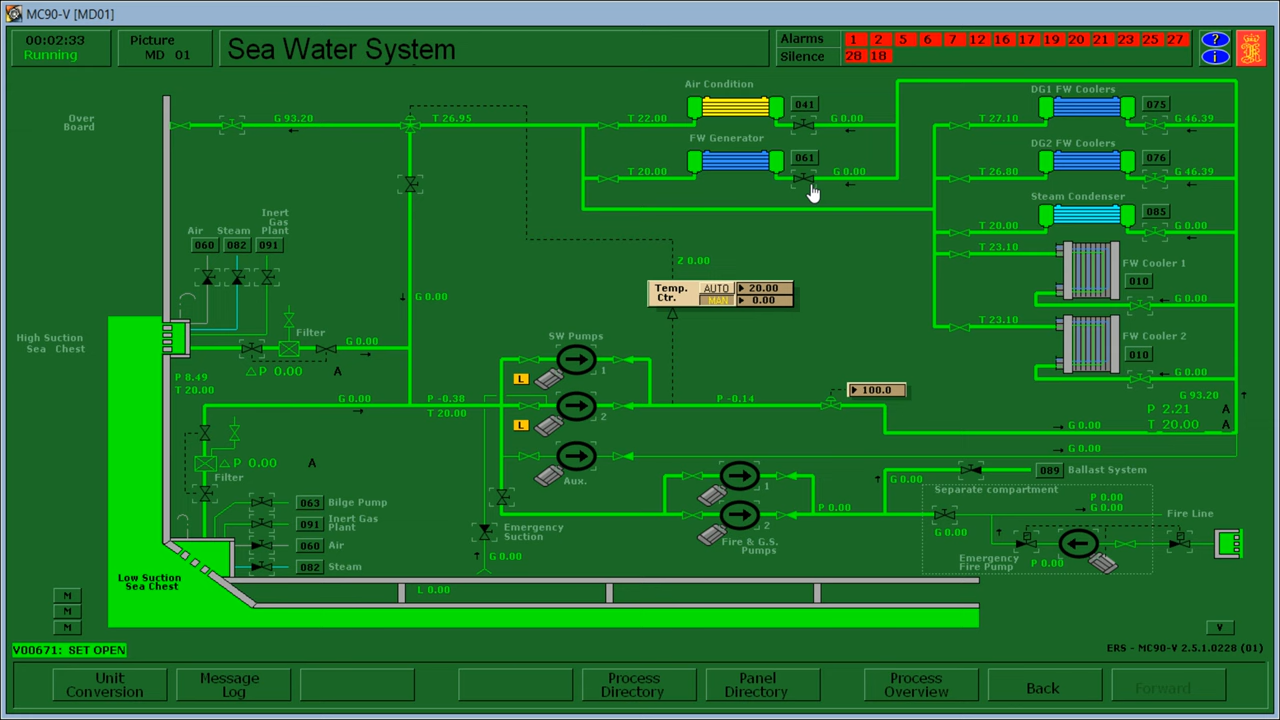 MC90-V [MD01]
00:02:33
Running
Picture
MD 01
Sea Water System
Alarms 1 2 5 6 7 12 16 17 19 20 21 23 25 27
Silence 28 18
?
i
Over
Board
G 93.20
T 26.95
Air Condition
041
T 22.00
G 0.00
FW Generator
061
T 20.00
G 0.00
DG1 FW Coolers
075
T 27.10
G 46.39
DG2 FW Coolers
076
T 26.80
G 46.39
Steam Condenser
085
T 20.00
G 0.00
T 23.10
FW Cooler 1
010
G 0.00
T 23.10
FW Cooler 2
010
G 0.00
G 93.20
P 2.21 A
T 20.00 A
Inert
Gas
Plant
Air Steam
060 082 091
G 0.00
Z 0.00
Temp.
Ctr.
AUTO 20.00
MAN 0.00
High Suction
Sea Chest
Filter
G 0.00
△P 0.00 A
P 8.49
T 20.00
SW Pumps
1
L
2
L
Aux.
100.0
G 0.00
P -0.38
T 20.00
P -0.14
G 0.00
G 0.00
△P 0.00 A
Filter
063 Bilge Pump
091 Inert Gas
Plant
060 Air
082 Steam
Low Suction
Sea Chest
Emergency
Suction
G 0.00
1
2
Fire & G.S.
Pumps
P 0.00
G 0.00
089 Ballast System
Separate compartment
P 0.00
G 0.00
Fire Line
G 0.00
Emergency
Fire Pump
P 0.00
L 0.00
M
M
M
V
V00671: SET OPEN
ERS - MC90-V 2.5.1.0228 (01)
Unit
Conversion
Message
Log
Process
Directory
Panel
Directory
Process
Overview
Back
Forward